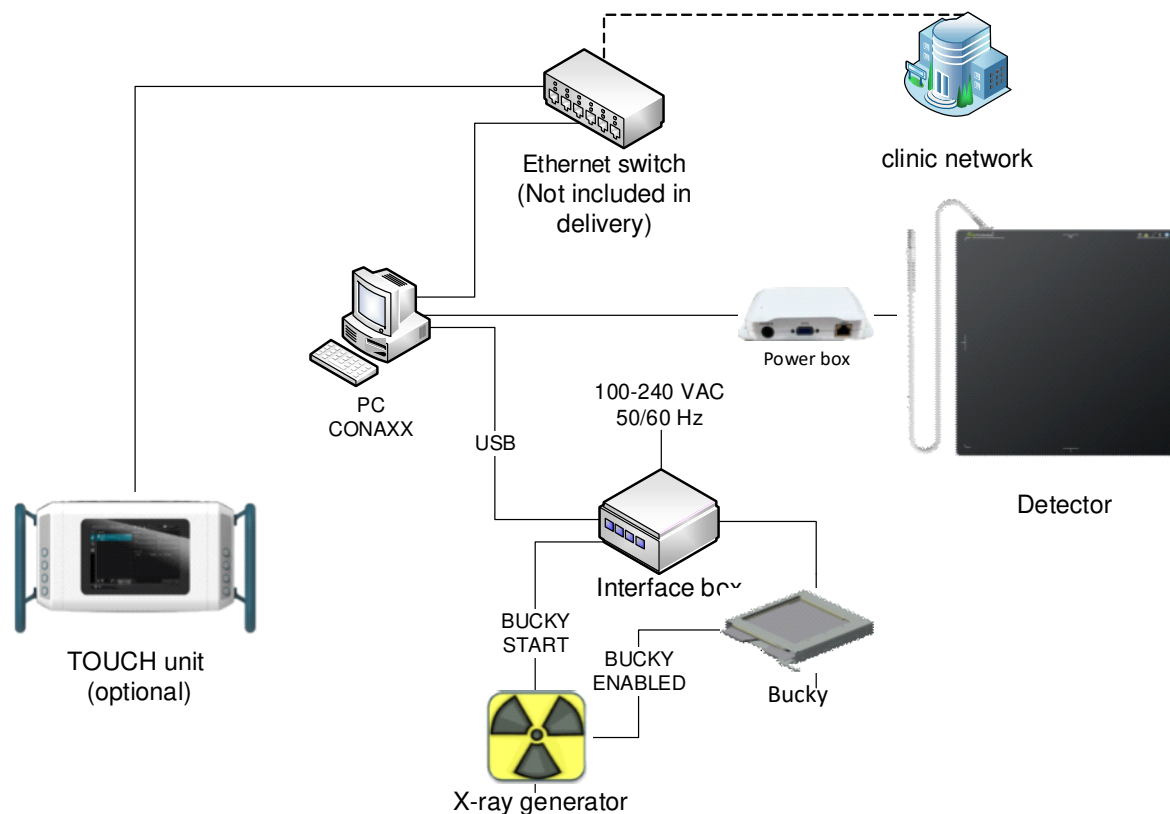 Ethernet switch
(Not included in
delivery)
clinic network
Power box
PC
CONAXX
100-240 VAC
50/60 Hz
USB
Detector
Interface box
TOUCH unit
(optional)
BUCKY
START
BUCKY
ENABLED
Bucky
X-ray generator